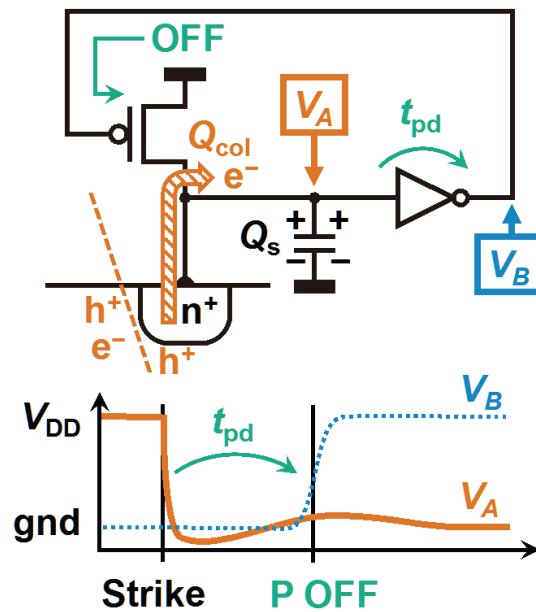 OFF
V_A
Q_col
t_pd
e⁻
+ +
Q_s
− −
V_B
h⁺
n⁺
e⁻
h⁺
V_DD
t_pd
V_B
gnd
V_A
Strike
P OFF